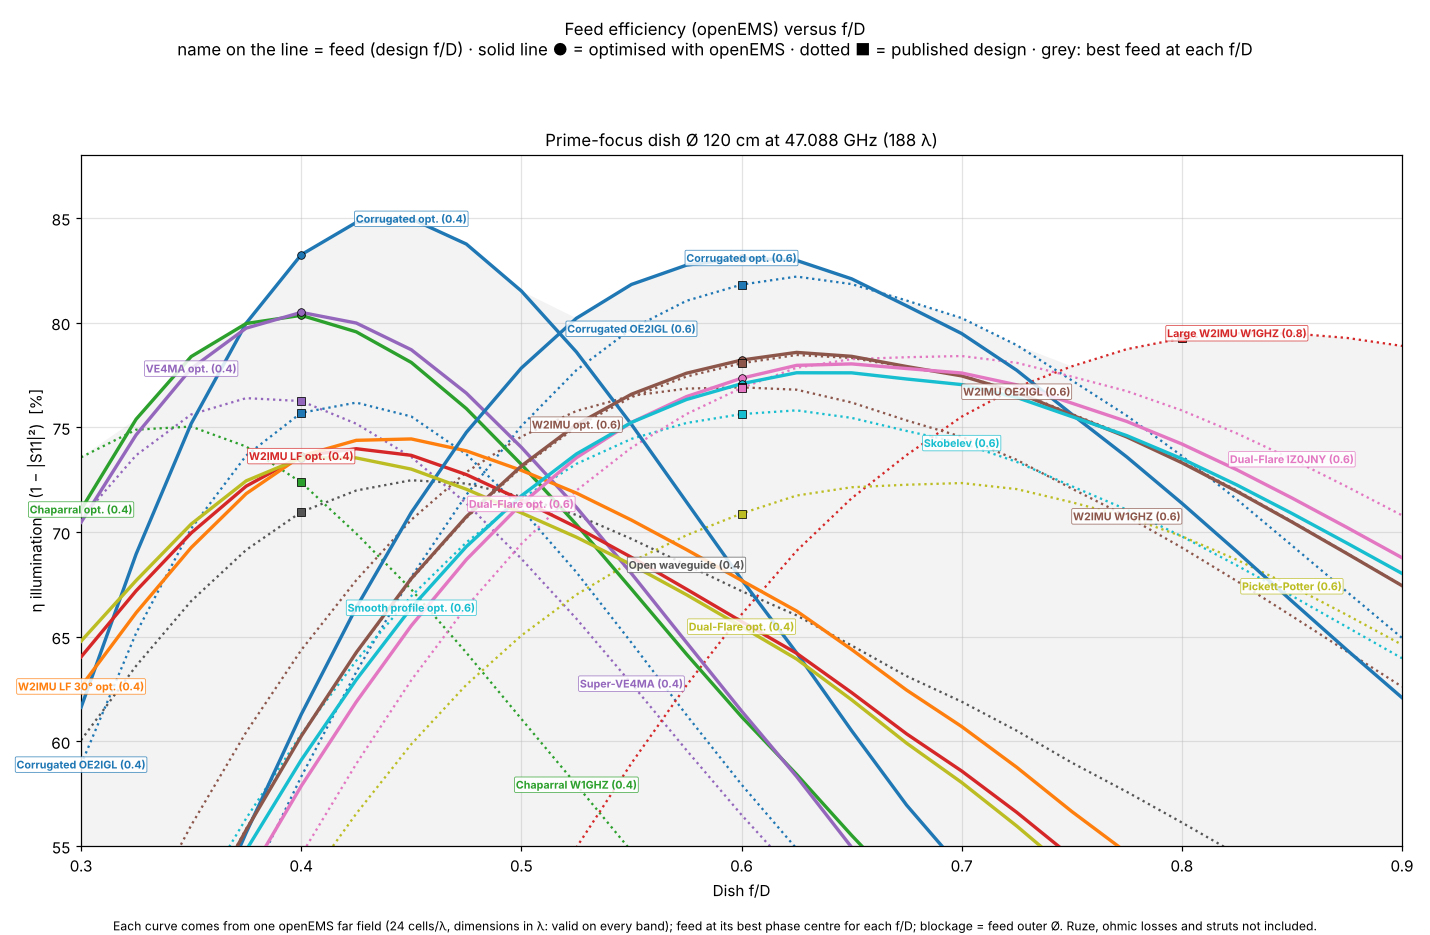 Feed efficiency (openEMS) versus f/D
name on the line = feed (design f/D) · solid line ● = optimised with openEMS · dotted ■ = published design · grey: best feed at each f/D
Prime-focus dish Ø 120 cm at 47.088 GHz (188 λ)
85
80
75
70
65
60
55
η illumination (1 − |S11|²) [%]
Corrugated opt. (0.4)
Corrugated opt. (0.6)
Corrugated OE2IGL (0.6)
Large W2IMU W1GHZ (0.8)
VE4MA opt. (0.4)
W2IMU OE2IGL (0.6)
W2IMU opt. (0.6)
Skobelev (0.6)
W2IMU LF opt. (0.4)
Dual-Flare IZ0JNY (0.6)
Chaparral opt. (0.4)
Dual-Flare opt. (0.6)
W2IMU W1GHZ (0.6)
Open waveguide (0.4)
Pickett-Potter (0.6)
Smooth profile opt. (0.6)
Dual-Flare opt. (0.4)
W2IMU LF 30° opt. (0.4)
Super-VE4MA (0.4)
Corrugated OE2IGL (0.4)
Chaparral W1GHZ (0.4)
0.3 0.4 0.5 0.6 0.7 0.8 0.9
Dish f/D
Each curve comes from one openEMS far field (24 cells/λ, dimensions in λ: valid on every band); feed at its best phase centre for each f/D; blockage = feed outer Ø. Ruze, ohmic losses and struts not included.